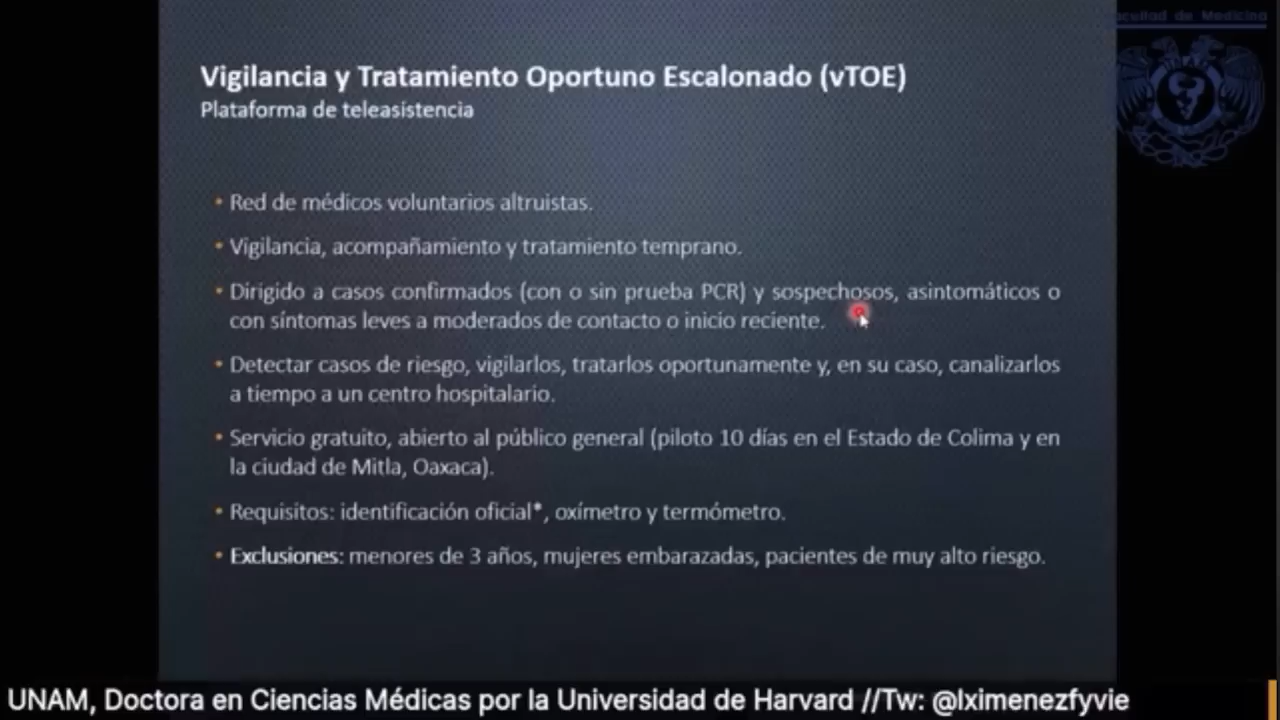 Facultad de Medicina
Vigilancia y Tratamiento Oportuno Escalonado (vTOE)
Plataforma de teleasistencia
• Red de médicos voluntarios altruistas.
• Vigilancia, acompañamiento y tratamiento temprano.
• Dirigido a casos confirmados (con o sin prueba PCR) y sospechosos, asintomáticos o
con síntomas leves a moderados de contacto o inicio reciente.
• Detectar casos de riesgo, vigilarlos, tratarlos oportunamente y, en su caso, canalizarlos
a tiempo a un centro hospitalario.
• Servicio gratuito, abierto al público general (piloto 10 días en el Estado de Colima y en
la ciudad de Mitla, Oaxaca).
• Requisitos: identificación oficial*, oxímetro y termómetro.
• Exclusiones: menores de 3 años, mujeres embarazadas, pacientes de muy alto riesgo.
UNAM, Doctora en Ciencias Médicas por la Universidad de Harvard //Tw: @lximenezfyvie